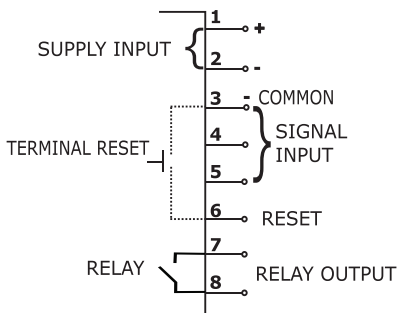 1 +
SUPPLY INPUT
2 -
3 - COMMON
TERMINAL RESET
4 SIGNAL
INPUT
5
6 RESET
7
RELAY
RELAY OUTPUT
8